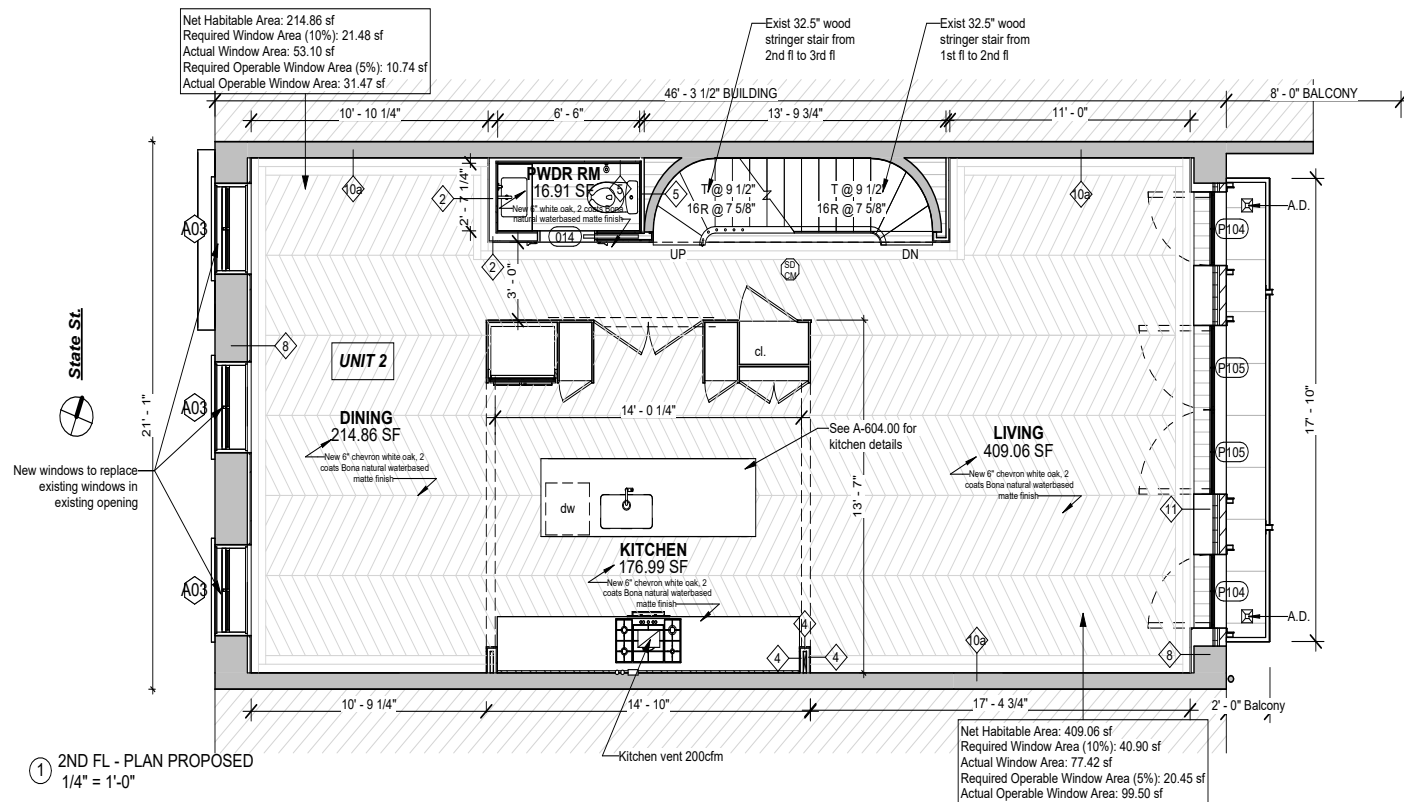 Net Habitable Area: 214.86 sf
Required Window Area (10%): 21.48 sf
Actual Window Area: 53.10 sf
Required Operable Window Area (5%): 10.74 sf
Actual Operable Window Area: 31.47 sf
Exist 32.5" wood
stringer stair from
2nd fl to 3rd fl
Exist 32.5" wood
stringer stair from
1st fl to 2nd fl
46' - 3 1/2" BUILDING
8' - 0" BALCONY
10' - 10 1/4"
6' - 6"
13' - 9 3/4"
11' - 0"
10a
2
2' - 7 1/4"
PWDR RM
16.91 SF
New 6" white oak, 2 coats Bona
natural waterbased matte finish
5
5
T @ 9 1/2"
16R @ 7 5/8"
T @ 9 1/2"
16R @ 7 5/8"
10a
A.D.
A03
014
P104
UP
DN
2
3' - 0"
SD
CM
State St.
8
UNIT 2
cl.
P105
21' - 1"
17' - 10"
A03
14' - 0 1/4"
DINING
214.86 SF
New 6" chevron white oak, 2
coats Bona natural waterbased
matte finish
See A-604.00 for
kitchen details
LIVING
409.06 SF
New 6" chevron white oak, 2
coats Bona natural waterbased
matte finish
P105
New windows to replace
existing windows in
existing opening
dw
13' - 7"
11
KITCHEN
176.99 SF
New 6" chevron white oak, 2
coats Bona natural waterbased
matte finish
A03
P104
A.D.
4
4
4
10a
8
10' - 9 1/4"
14' - 10"
17' - 4 3/4"
2' - 0" Balcony
Kitchen vent 200cfm
Net Habitable Area: 409.06 sf
Required Window Area (10%): 40.90 sf
Actual Window Area: 77.42 sf
Required Operable Window Area (5%): 20.45 sf
Actual Operable Window Area: 99.50 sf
1
2ND FL - PLAN PROPOSED
1/4" = 1'-0"